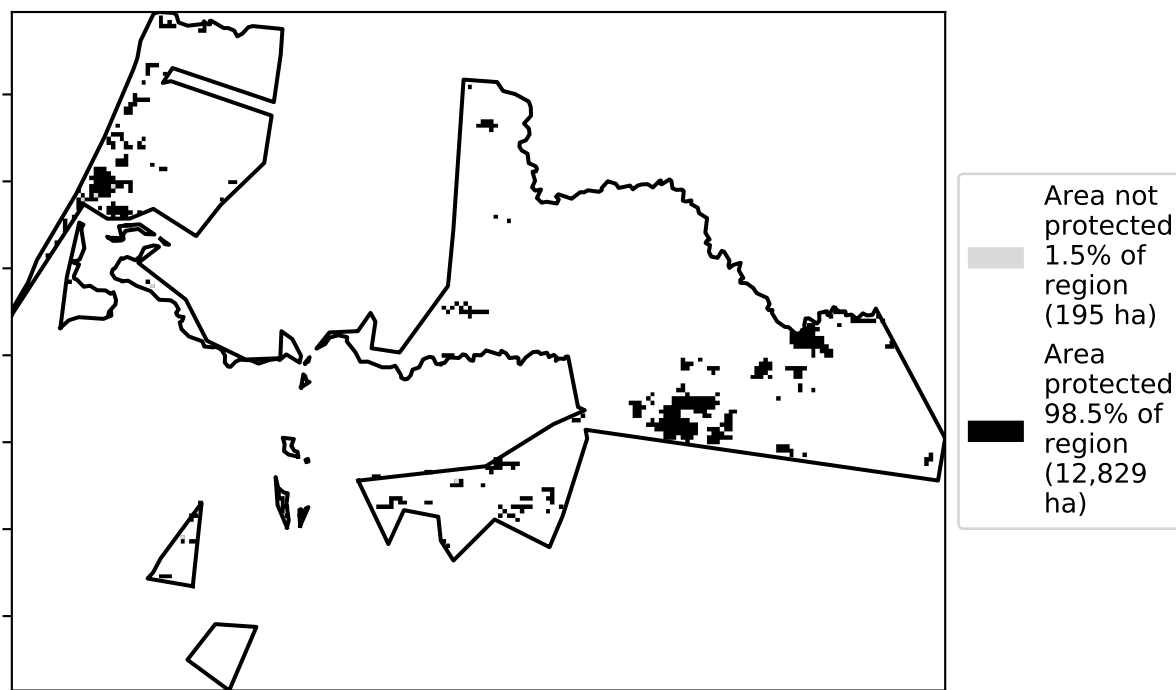 Area not
protected
1.5% of
region
(195 ha)
Area
protected
98.5% of
region
(12,829
ha)